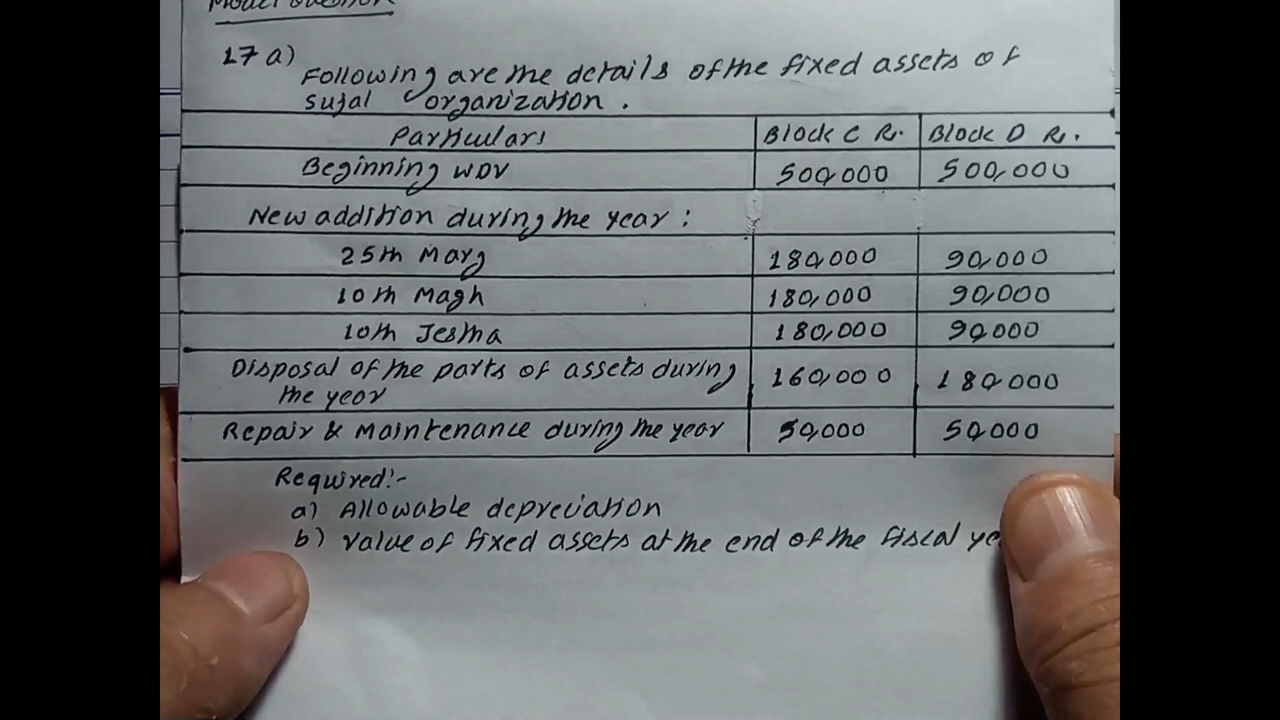 Model Question
17 a) Following are the details of the fixed assets of
sujal organization.
Particulars Block C Rs. Block D Rs.
Beginning WDV 500,000 500,000
New addition during the year:
25th Marg 180,000 90,000
10th Magh 180,000 90,000
10th Jestha 180,000 90,000
Disposal of the parts of assets during 160,000 180,000
the year
Repair & Maintenance during the year 50,000 50,000
Required:-
a) Allowable depreciation
b) Value of fixed assets at the end of the fiscal